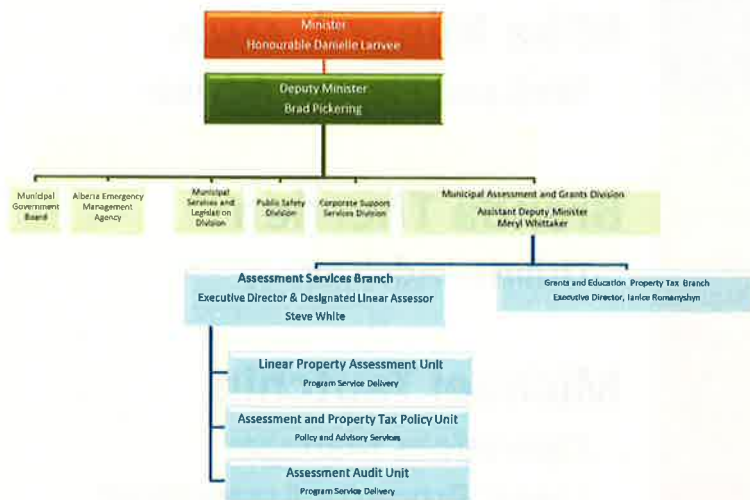 Minister
Honourable Danielle Larivee
Deputy Minister
Brad Pickering
Municipal
Government
Board
Alberta Emergency
Management
Agency
Municipal
Services and
Legislation
Division
Public Safety
Division
Corporate Support
Services Division
Municipal Assessment and Grants Division
Assistant Deputy Minister
Meryl Whittaker
Assessment Services Branch
Executive Director & Designated Linear Assessor
Steve White
Grants and Education Property Tax Branch
Executive Director, Janice Romanyshyn
Linear Property Assessment Unit
Program Service Delivery
Assessment and Property Tax Policy Unit
Policy and Advisory Services
Assessment Audit Unit
Program Service Delivery